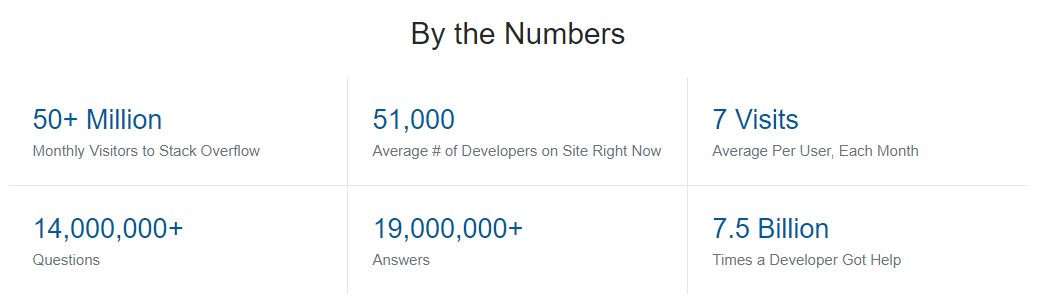 By the Numbers
50+ Million
Monthly Visitors to Stack Overflow
51,000
Average # of Developers on Site Right Now
7 Visits
Average Per User, Each Month
14,000,000+
Questions
19,000,000+
Answers
7.5 Billion
Times a Developer Got Help